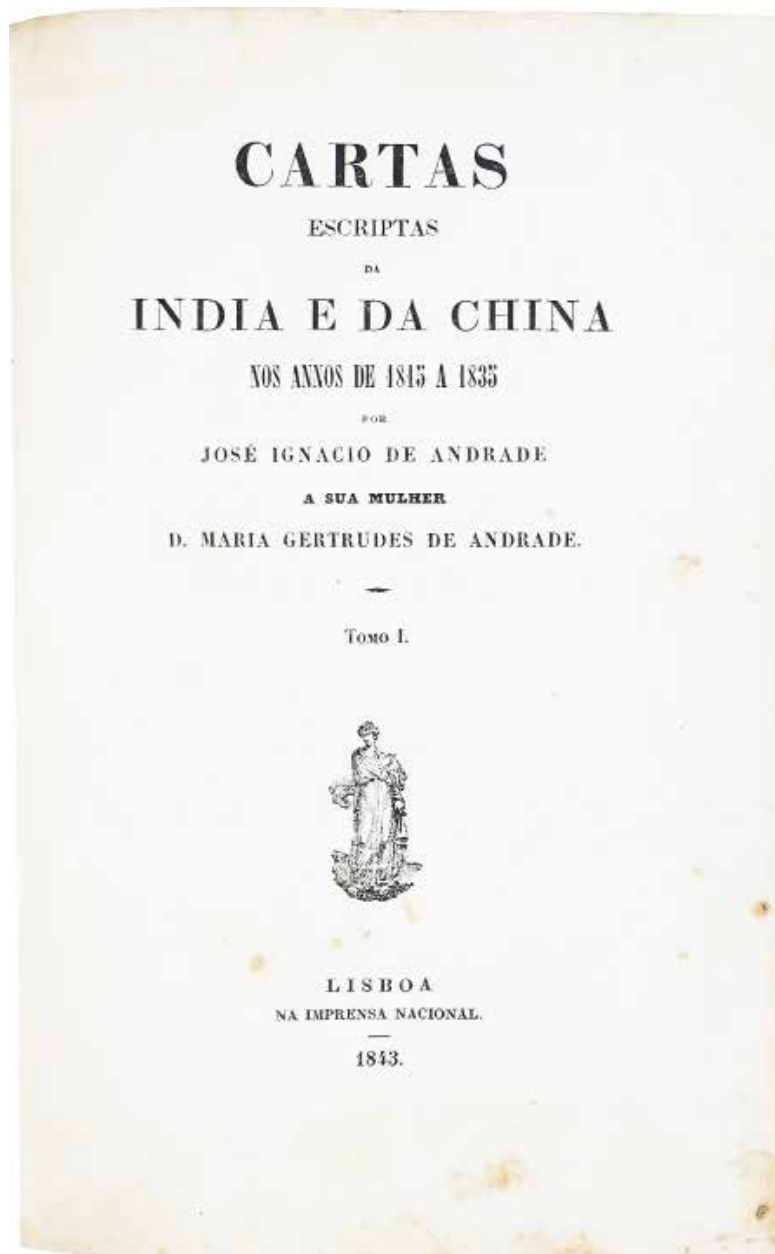 CARTAS
ESCRIPTAS
DA
INDIA E DA CHINA
NOS ANNOS DE 1815 A 1835
POR
JOSÉ IGNACIO DE ANDRADE
A SUA MULHER
D. MARIA GERTRUDES DE ANDRADE.
TOMO I.
LISBOA
NA IMPRENSA NACIONAL.
1843.